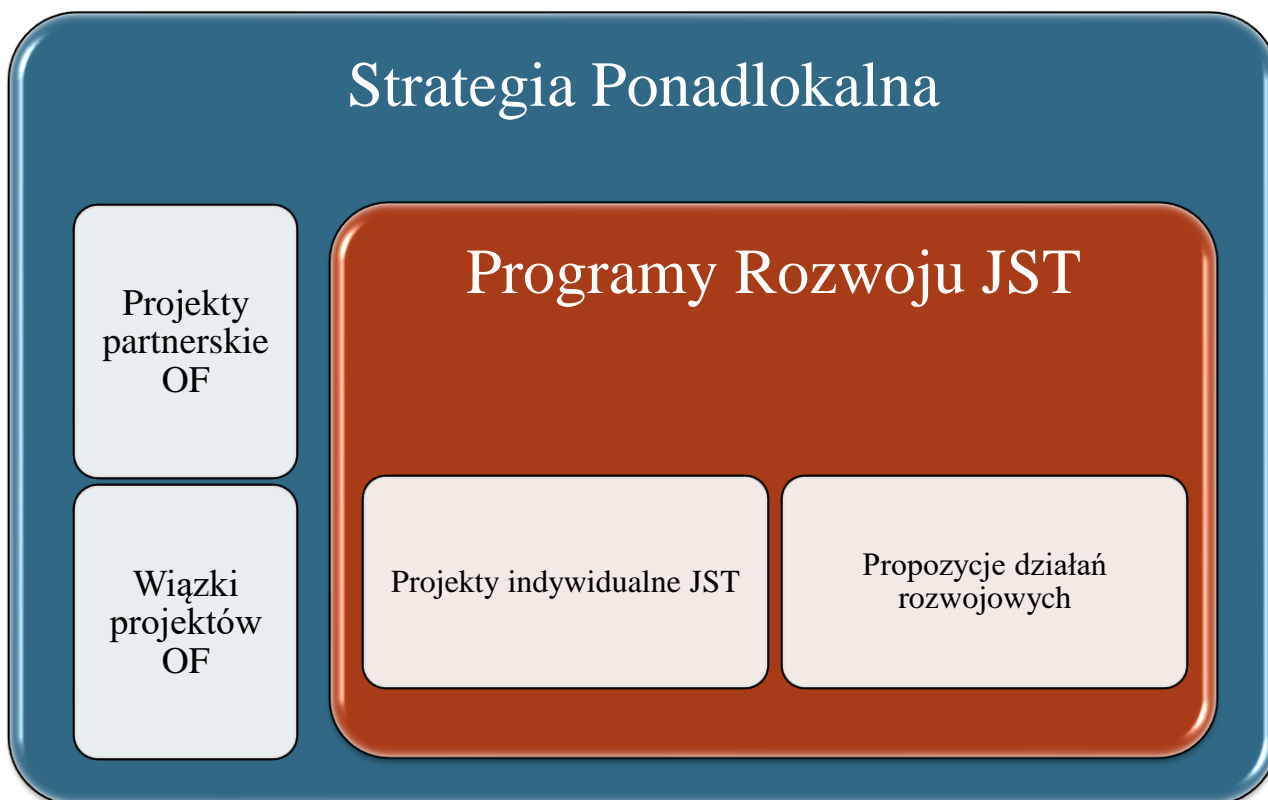 Strategia Ponadlokalna
Projekty
partnerskie
OF
Wiązki
projektów
OF
Programy Rozwoju JST
Projekty indywidualne JST
Propozycje działań
rozwojowych